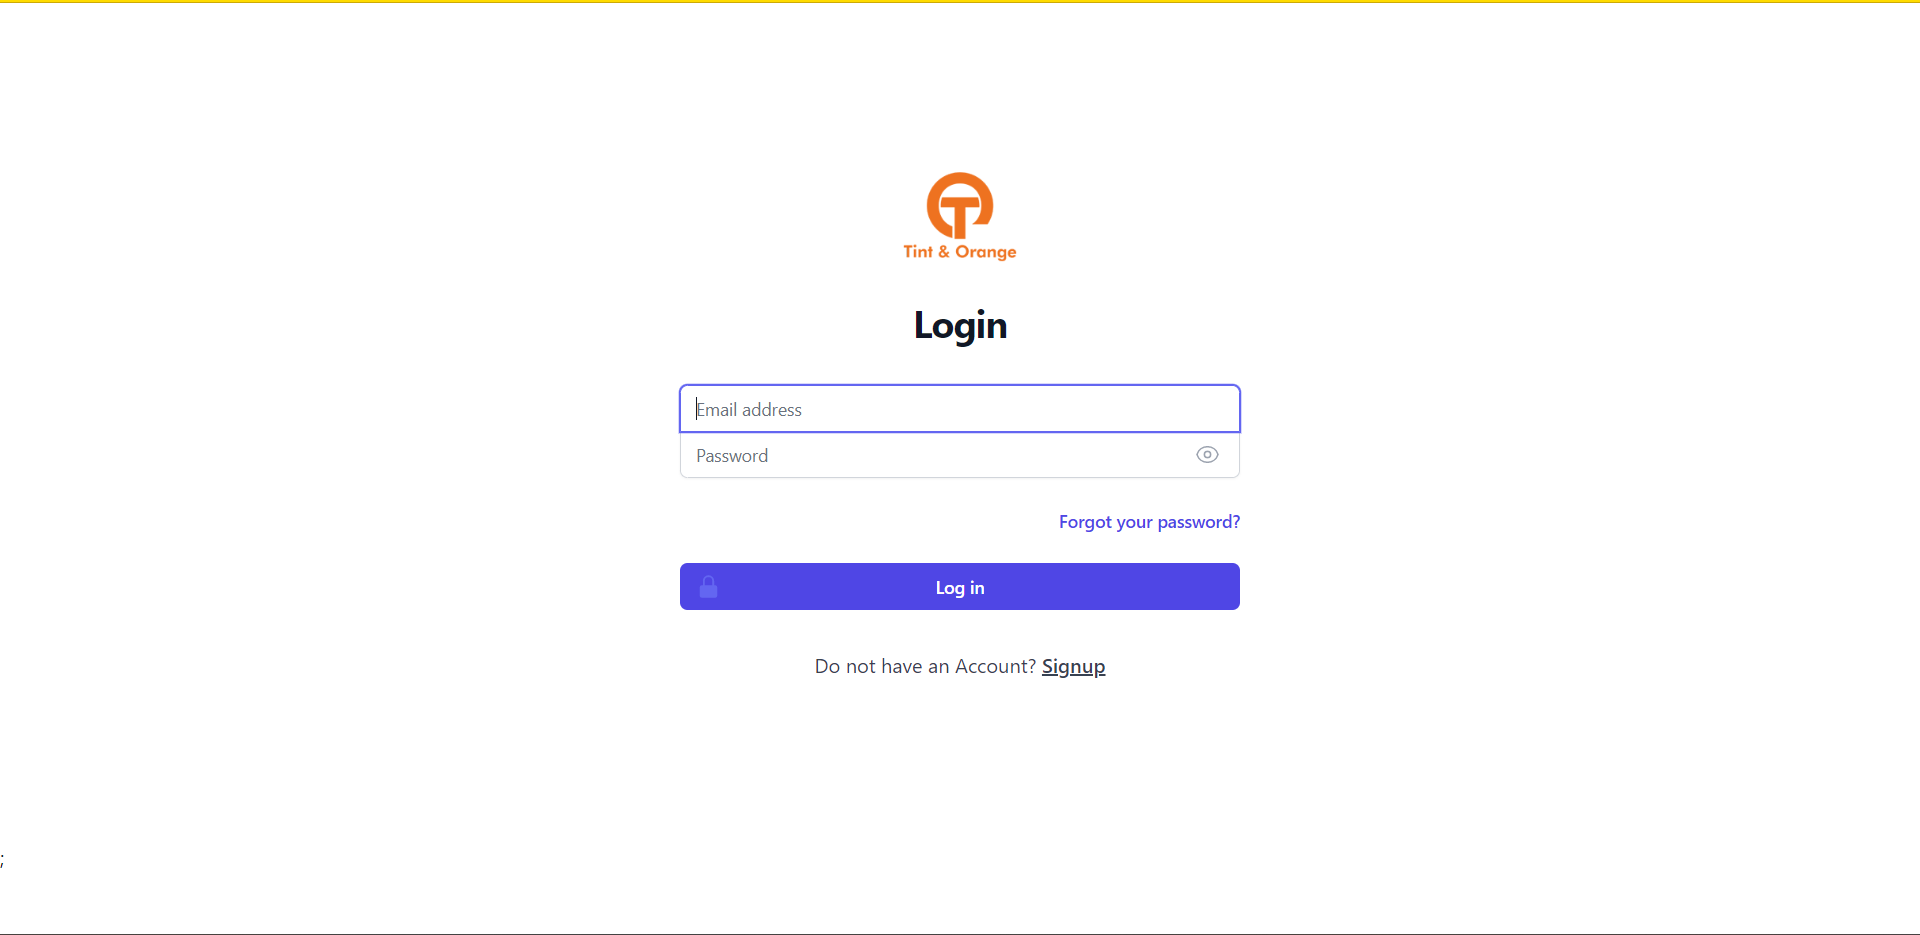 Tint & Orange
Login
Email address
Password
Forgot your password?
Log in
Do not have an Account? Signup
;